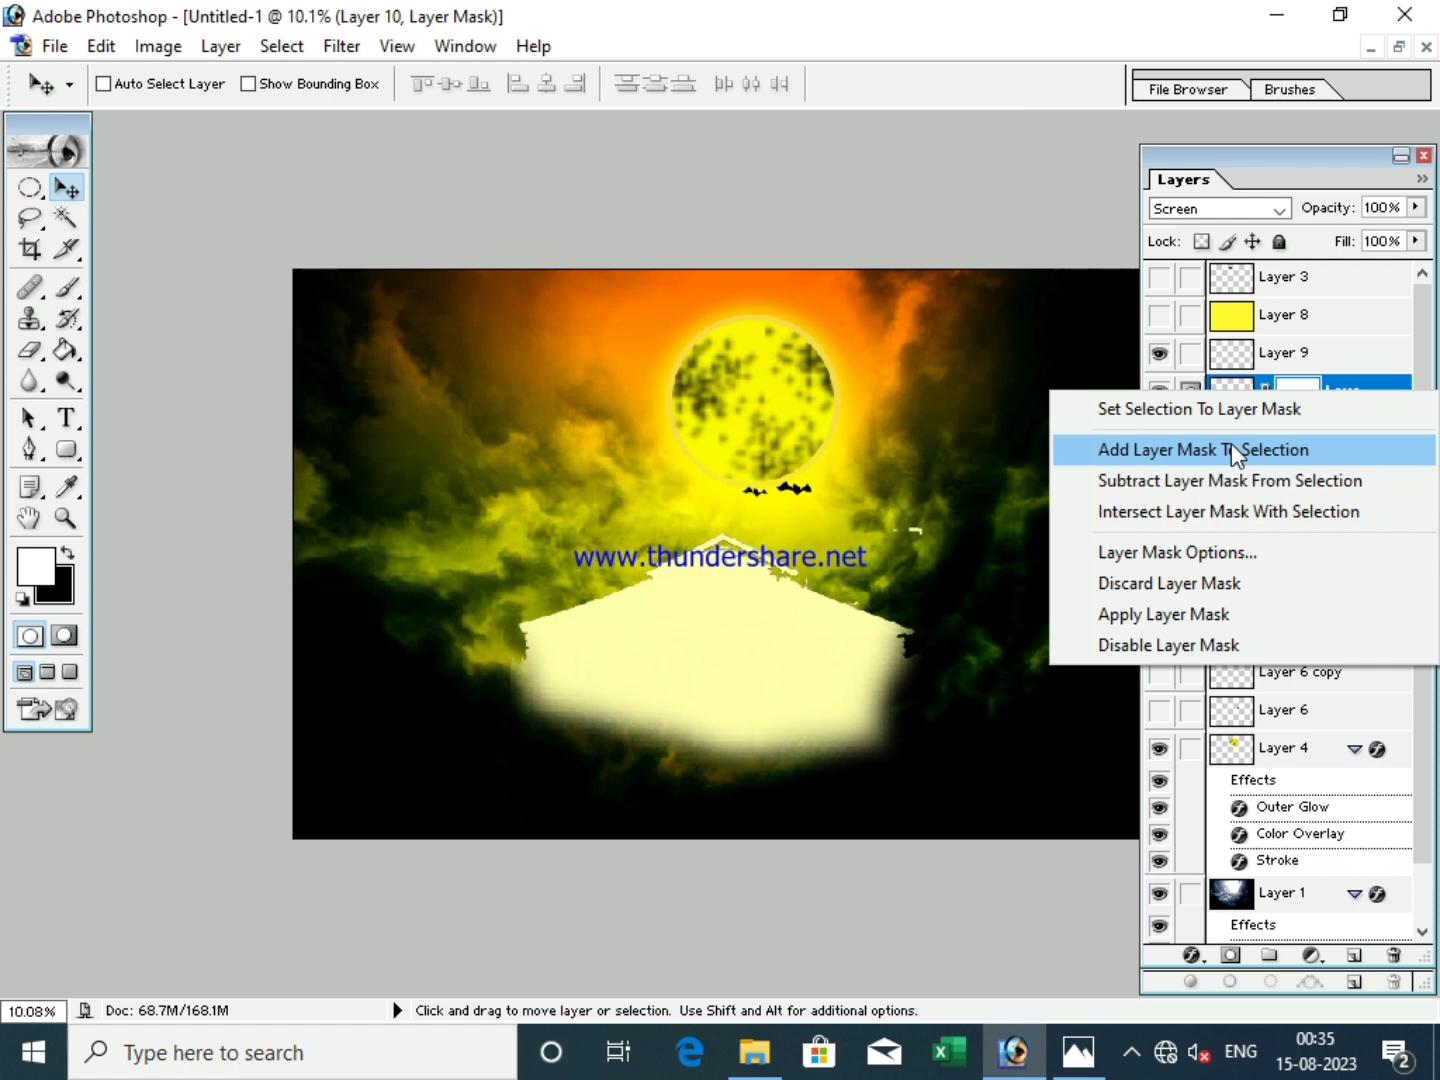 Adobe Photoshop - [Untitled-1 @ 10.1% (Layer 10, Layer Mask)]
File Edit Image Layer Select Filter View Window Help
Auto Select Layer Show Bounding Box
File Browser Brushes
Layers
Screen Opacity: 100%
Lock: Fill: 100%
Layer 3
Layer 8
Layer 9
Set Selection To Layer Mask
Add Layer Mask To Selection
Subtract Layer Mask From Selection
Intersect Layer Mask With Selection
Layer Mask Options...
Discard Layer Mask
Apply Layer Mask
Disable Layer Mask
www.thundershare.net
Layer 6 copy
Layer 6
Layer 4
Effects
Outer Glow
Color Overlay
Stroke
Layer 1
Effects
10.08% Doc: 68.7M/168.1M Click and drag to move layer or selection. Use Shift and Alt for additional options.
Type here to search
ENG
00:35
15-08-2023
2